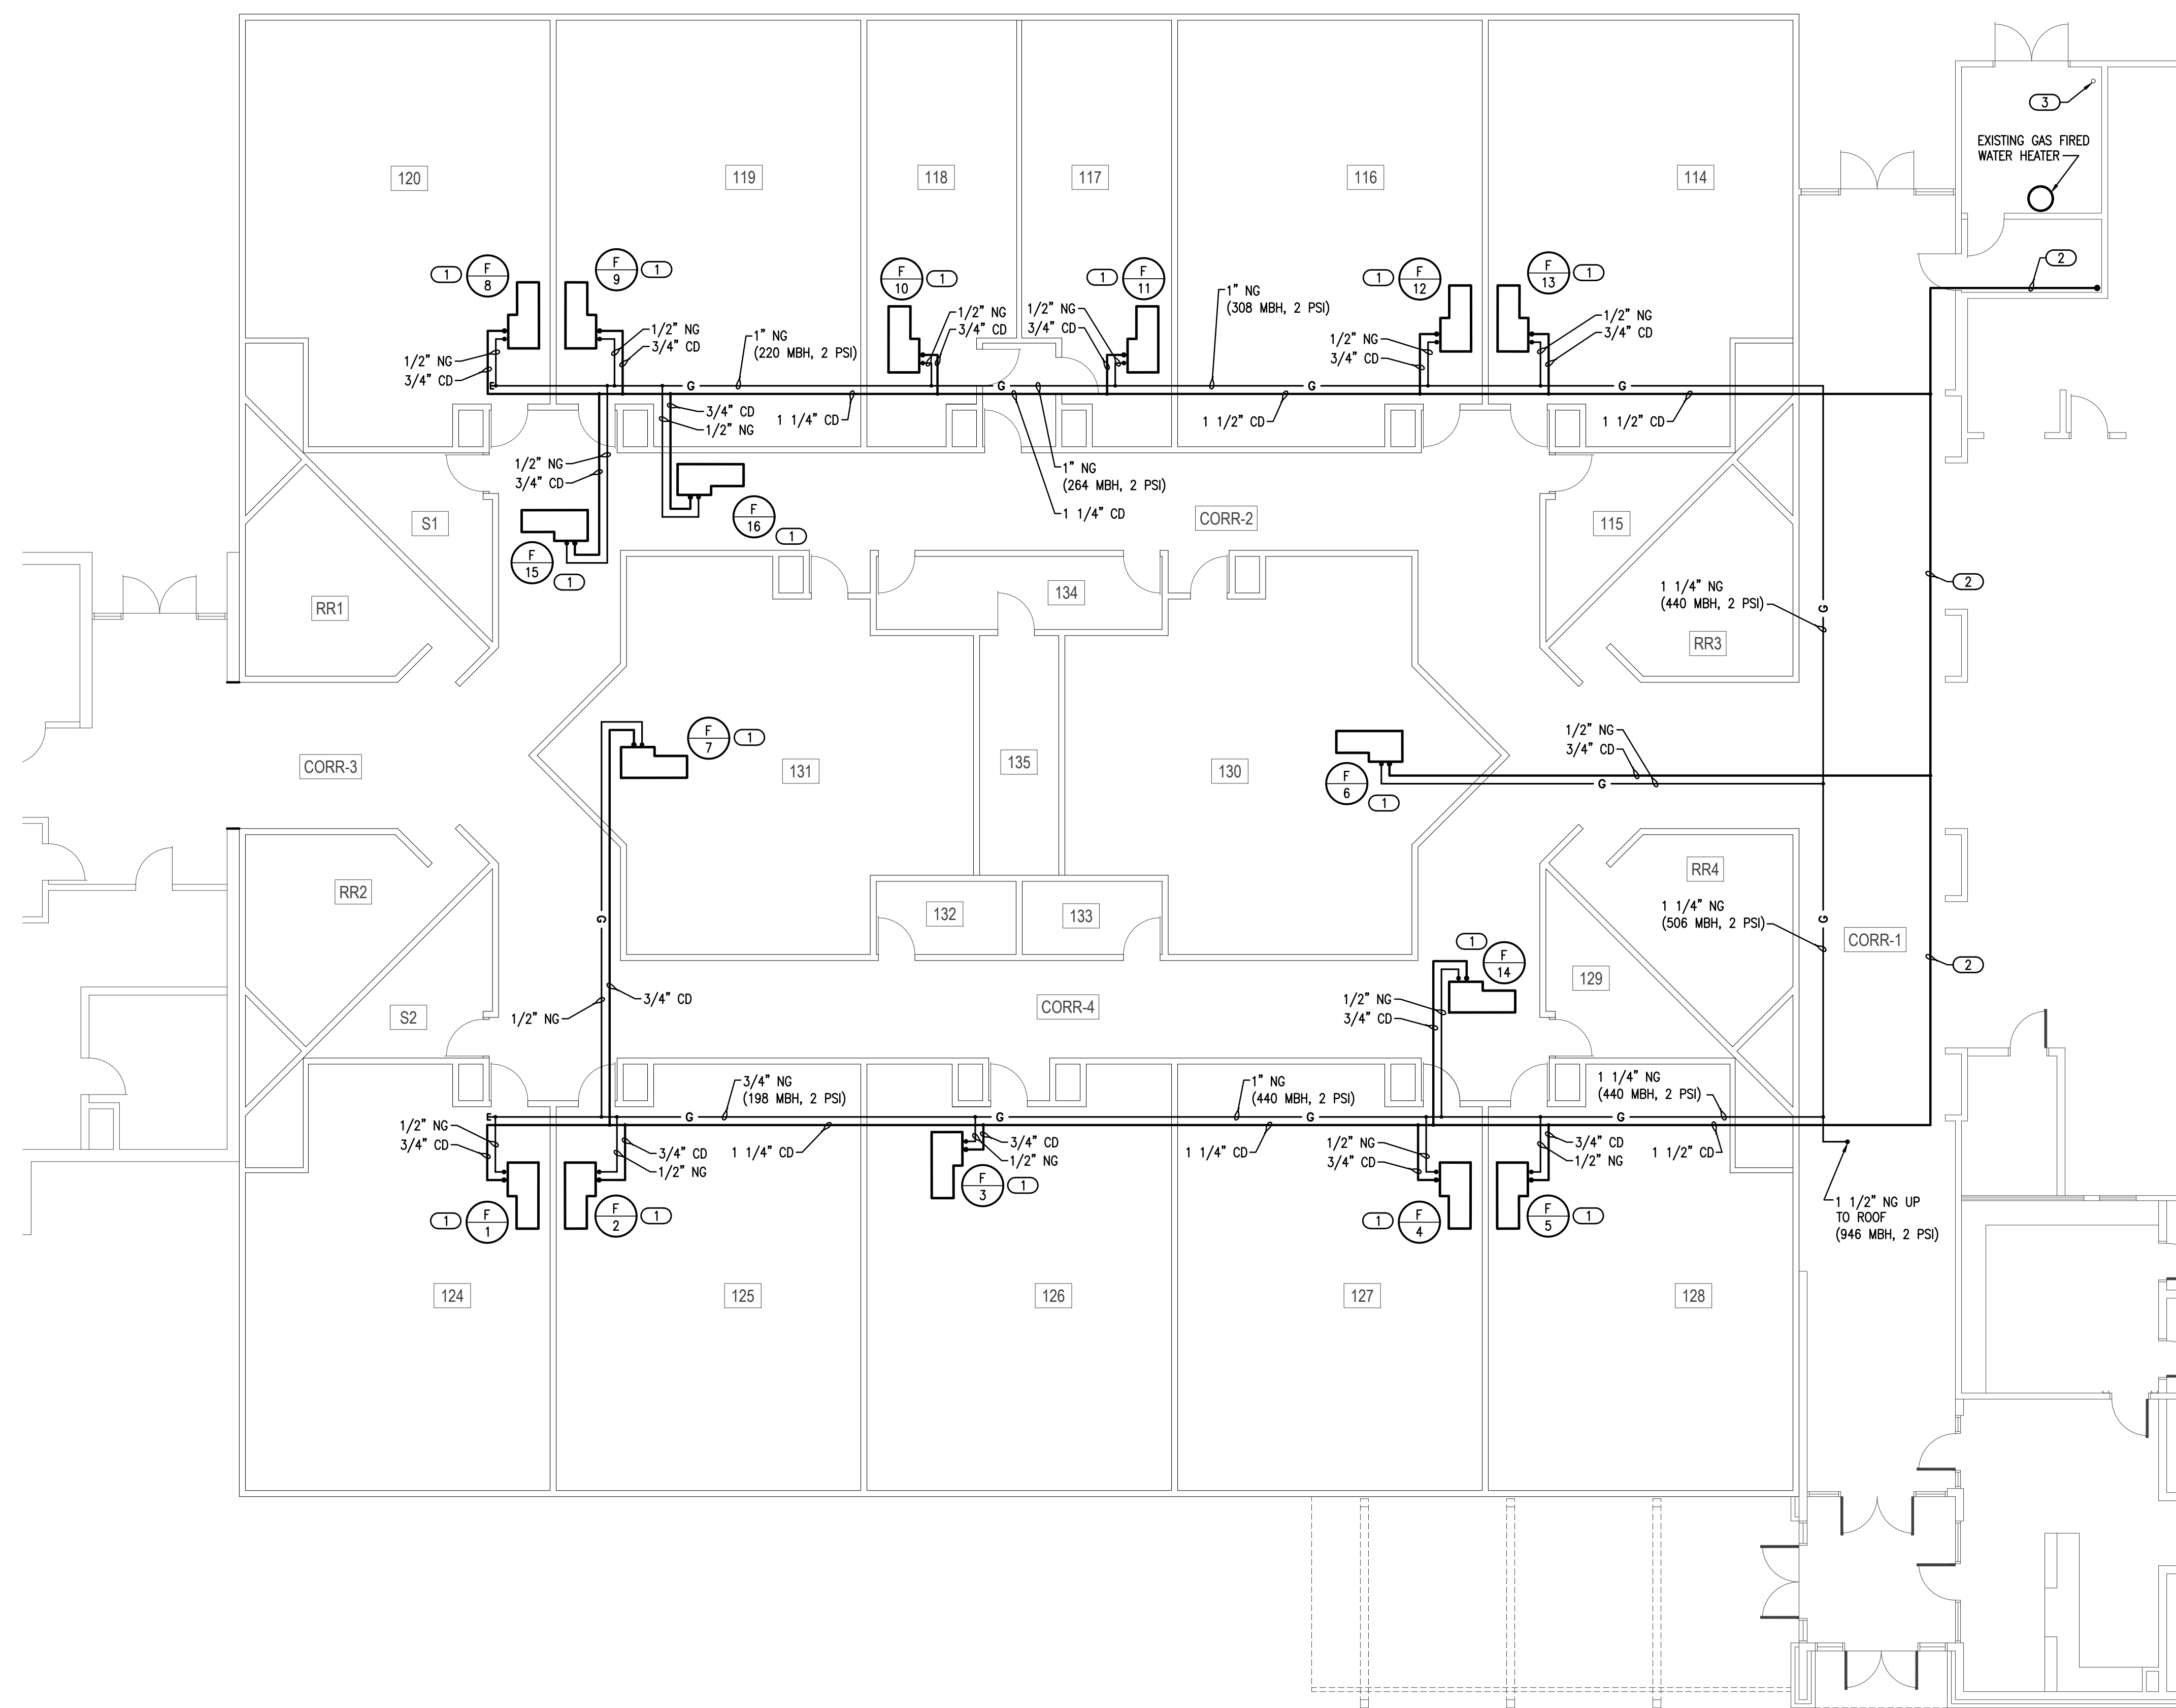 3
EXISTING GAS FIRED
WATER HEATER
120
119
118
117
116
114
2
1
F
8
F
9
1
F
10
1
1
F
11
1
F
12
F
13
1
1" NG
(308 MBH, 2 PSI)
1/2" NG
3/4" CD
1/2" NG
3/4" CD
1/2" NG
3/4" CD
1/2" NG
3/4" CD
1/2" NG
3/4" CD
1/2" NG
3/4" CD
1" NG
(220 MBH, 2 PSI)
E
G
G
G
G
3/4" CD
1/2" NG
1 1/4" CD
1 1/2" CD
1 1/2" CD
1/2" NG
3/4" CD
1" NG
(264 MBH, 2 PSI)
1 1/4" CD
S1
F
16
1
CORR-2
115
F
15
1
2
RR1
134
1 1/4" NG
(440 MBH, 2 PSI)
G
RR3
F
7
1
1/2" NG
3/4" CD
CORR-3
131
135
130
F
6
1
G
RR2
132
133
RR4
G
1 1/4" NG
(506 MBH, 2 PSI)
G
CORR-1
1
F
14
2
129
3/4" CD
1/2" NG
1/2" NG
3/4" CD
S2
CORR-4
3/4" NG
(198 MBH, 2 PSI)
1" NG
(440 MBH, 2 PSI)
1 1/4" NG
(440 MBH, 2 PSI)
E
G
G
G
1/2" NG
3/4" CD
3/4" CD
1/2" NG
1 1/4" CD
3/4" CD
1/2" NG
1 1/4" CD
1/2" NG
3/4" CD
3/4" CD
1/2" NG
1 1/2" CD
1
F
1
F
2
1
F
3
1
1
F
4
F
5
1
1 1/2" NG UP
TO ROOF
(946 MBH, 2 PSI)
124
125
126
127
128